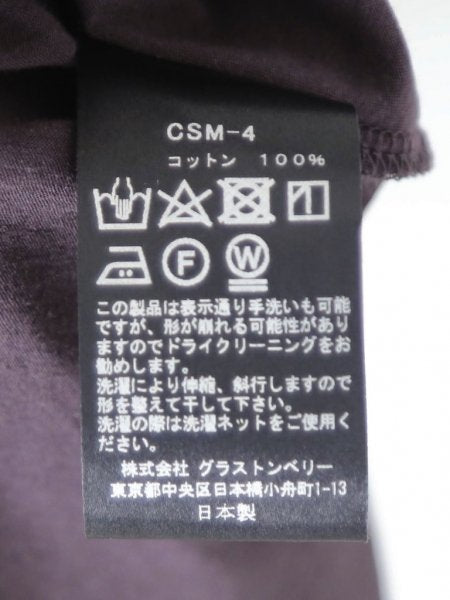 CSM-4
コットン 100%
F W
この製品は表示通り手洗いも可能
ですが、形が崩れる可能性があり
ますのでドライクリーニングをお
勧めします。
洗濯により伸縮、斜行しますので
形を整えて干して下さい。
洗濯の際は洗濯ネットをご使用く
ださい。
株式会社 グラストンベリー
東京都中央区日本橋小舟町1-13
日本製